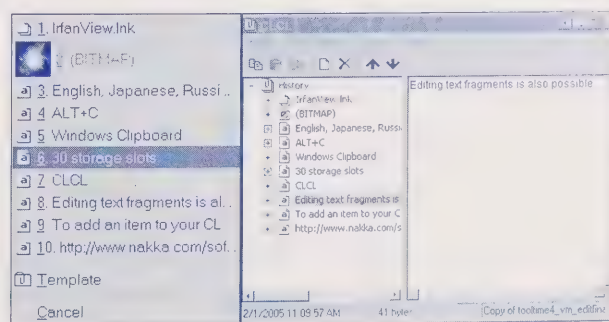 1. IrfanView.lnk
2 (BITMAP)
3. English, Japanese, Russi..
4 ALT+C
5 Windows Clipboard
6. 30 storage slots
7 CLCL
8. Editing text fragments is al..
9 To add an item to your CL
10. http://www.nakka.com/sof..
Template
Cancel
History
IrfanView.lnk
(BITMAP)
English, Japanese, Russi
ALT+C
Windows Clipboard
30 storage slots
CLCL
Editing text fragments is
To add an item to your C
http://www.nakka.com/s
Editing text fragments is also possible
2/1/2005 11 09 57 AM
41 bytes
Copy of tooltime4_vm_editing